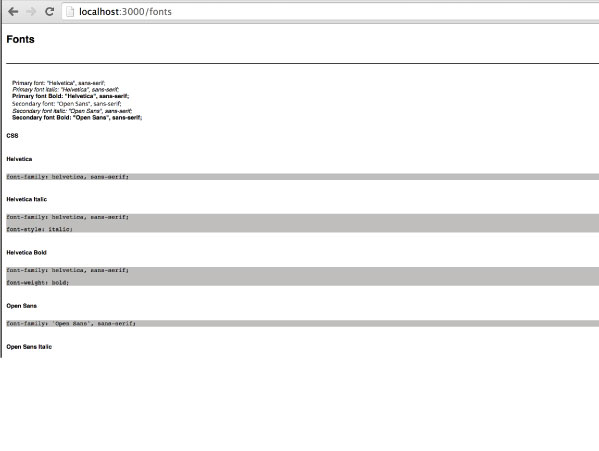 localhost:3000/fonts
Fonts
Primary font: "Helvetica", sans-serif;
Primary font italic: "Helvetica", sans-serif;
Primary font Bold: "Helvetica", sans-serif;
Secondary font: "Open Sans", sans-serif;
Secondary font italic: "Open Sans", sans-serif;
Secondary font Bold: "Open Sans", sans-serif;
CSS
Helvetica
font-family: helvetica, sans-serif;
Helvetica Italic
font-family: helvetica, sans-serif;
font-style: italic;
Helvetica Bold
font-family: helvetica, sans-serif;
font-weight: bold;
Open Sans
font-family: 'Open Sans', sans-serif;
Open Sans Italic